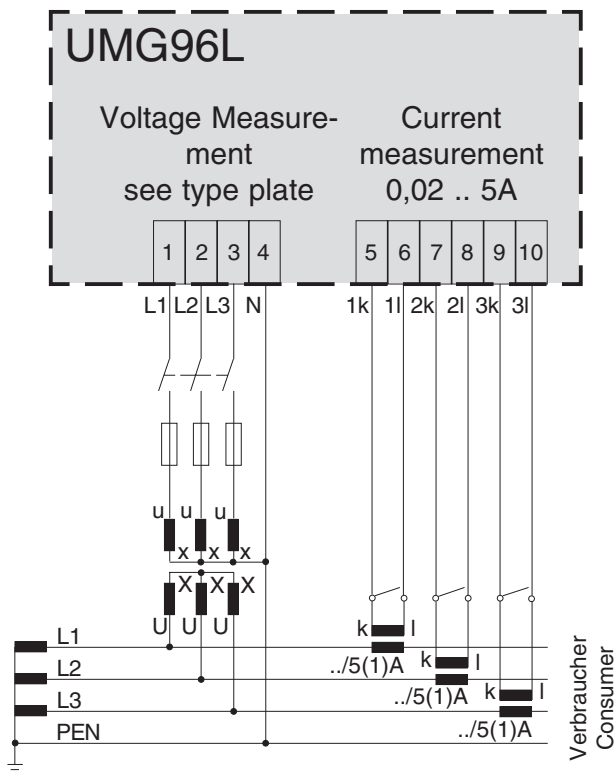 UMG96L
Voltage Measure-
ment
see type plate
Current
measurement
0,02 .. 5A
1 2 3 4 5 6 7 8 9 10
L1 L2 L3 N 1k 1l 2k 2l 3k 3l
u u u
x x x
X X X
U U U
k l
L1
../5(1)A
k l
L2
../5(1)A
k l
L3
../5(1)A
PEN
Verbraucher
Consumer